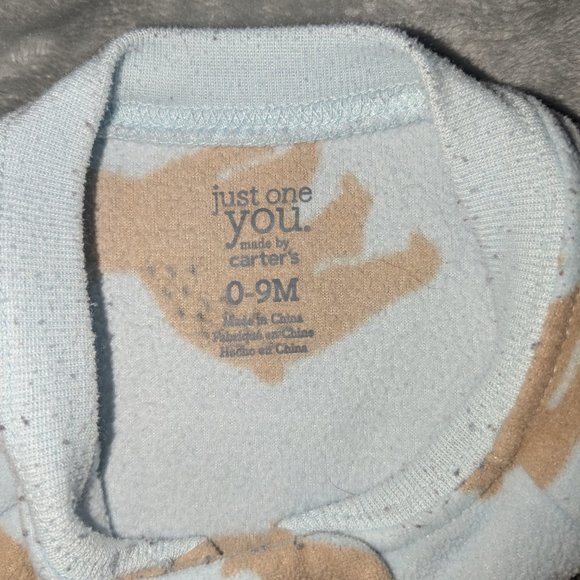 just one
you.
made by
carter's
0-9M
Made in China
Fabriqué en Chine
Hecho en China